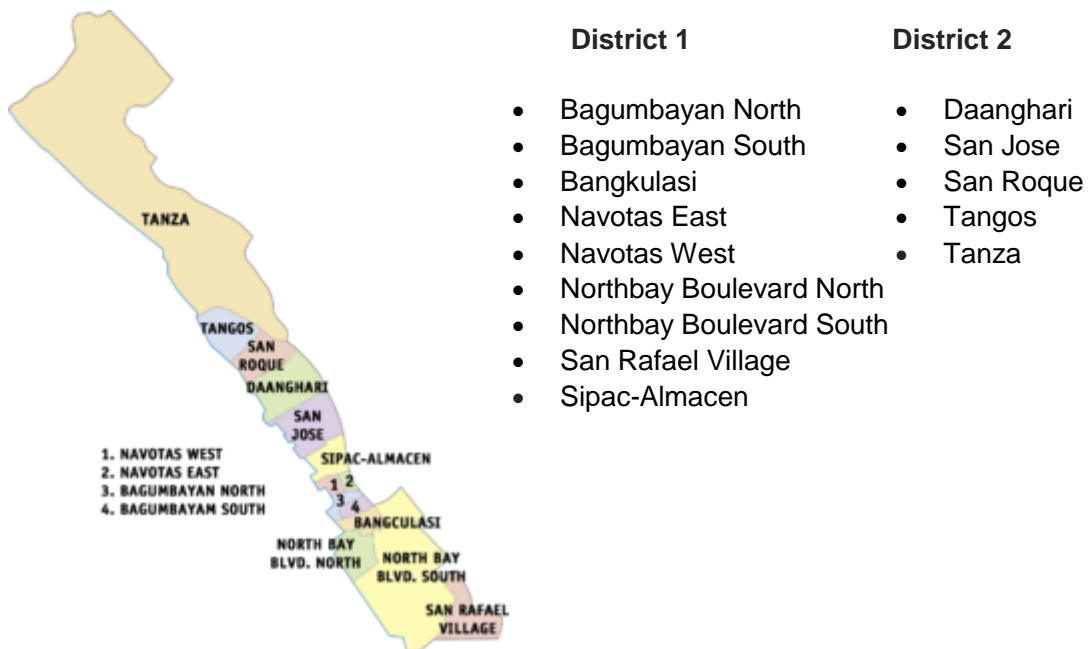 District 1
• Bagumbayan North
• Bagumbayan South
• Bangkulasi
• Navotas East
• Navotas West
• Northbay Boulevard North
• Northbay Boulevard South
• San Rafael Village
• Sipac-Almacen
District 2
• Daanghari
• San Jose
• San Roque
• Tangos
• Tanza
TANZA
TANGOS
SAN
ROQUE
DAANGHARI
SAN
JOSE
SIPAC-ALMACEN
1. NAVOTAS WEST
2. NAVOTAS EAST
3. BAGUMBAYAN NORTH
4. BAGUMBAYAM SOUTH
1 2
3 4
BANGCULASI
NORTH BAY
BLVD. NORTH
NORTH BAY
BLVD. SOUTH
SAN RAFAEL
VILLAGE